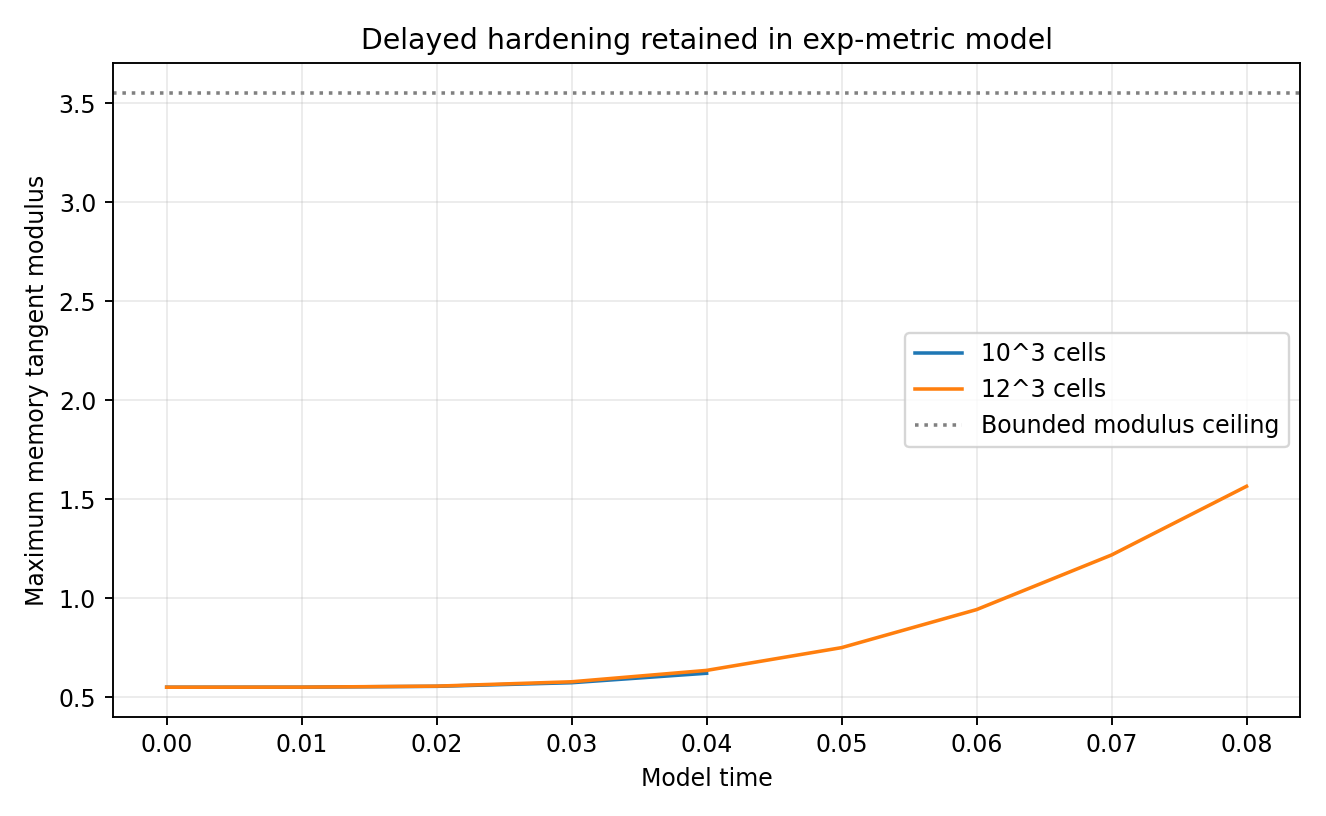 Delayed hardening retained in exp-metric model
Maximum memory tangent modulus
3.5
3.0
2.5
2.0
1.5
1.0
0.5
10^3 cells
12^3 cells
Bounded modulus ceiling
0.00 0.01 0.02 0.03 0.04 0.05 0.06 0.07 0.08
Model time